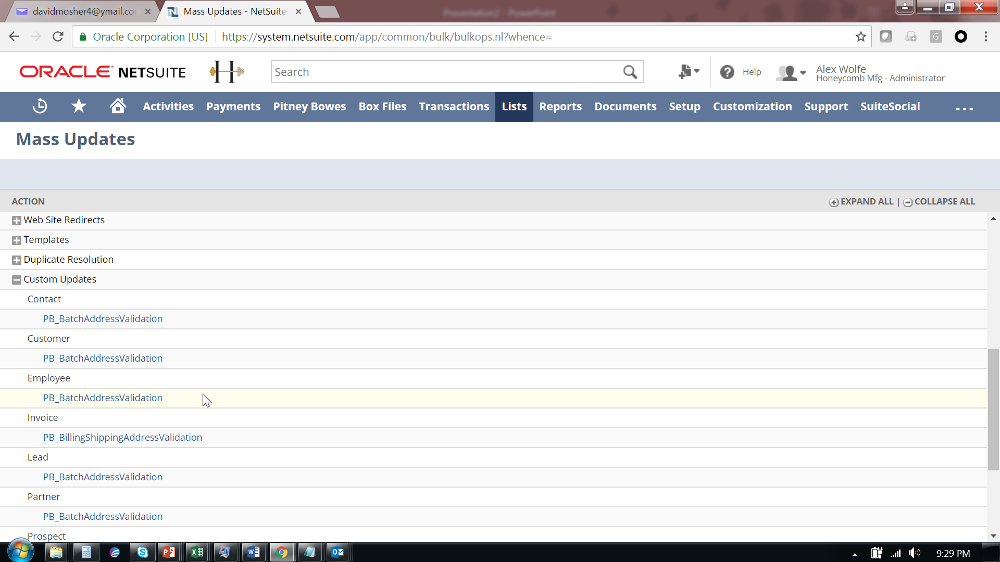 davidmosher4@ymail.co
Mass Updates - NetSuite
Presentation2 - PowerPoint
Oracle Corporation [US]
https://system.netsuite.com/app/common/bulk/bulkops.nl?whence=
G
ORACLE NETSUITE
H
Search
Help
Alex Wolfe
Honeycomb Mfg - Administrator
Activities Payments Pitney Bowes Box Files Transactions Lists Reports Documents Setup Customization Support SuiteSocial
Mass Updates
ACTION
EXPAND ALL | COLLAPSE ALL
Web Site Redirects
Templates
Duplicate Resolution
Custom Updates
Contact
PB_BatchAddressValidation
Customer
PB_BatchAddressValidation
Employee
PB_BatchAddressValidation
Invoice
PB_BillingShippingAddressValidation
Lead
PB_BatchAddressValidation
Partner
PB_BatchAddressValidation
Prospect
9:29 PM